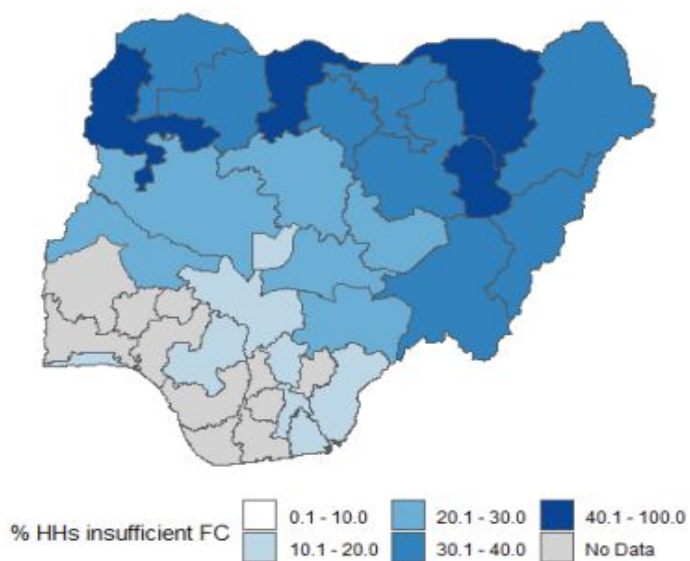 % HHs insufficient FC
0.1 - 10.0
20.1 - 30.0
40.1 - 100.0
10.1 - 20.0
30.1 - 40.0
No Data